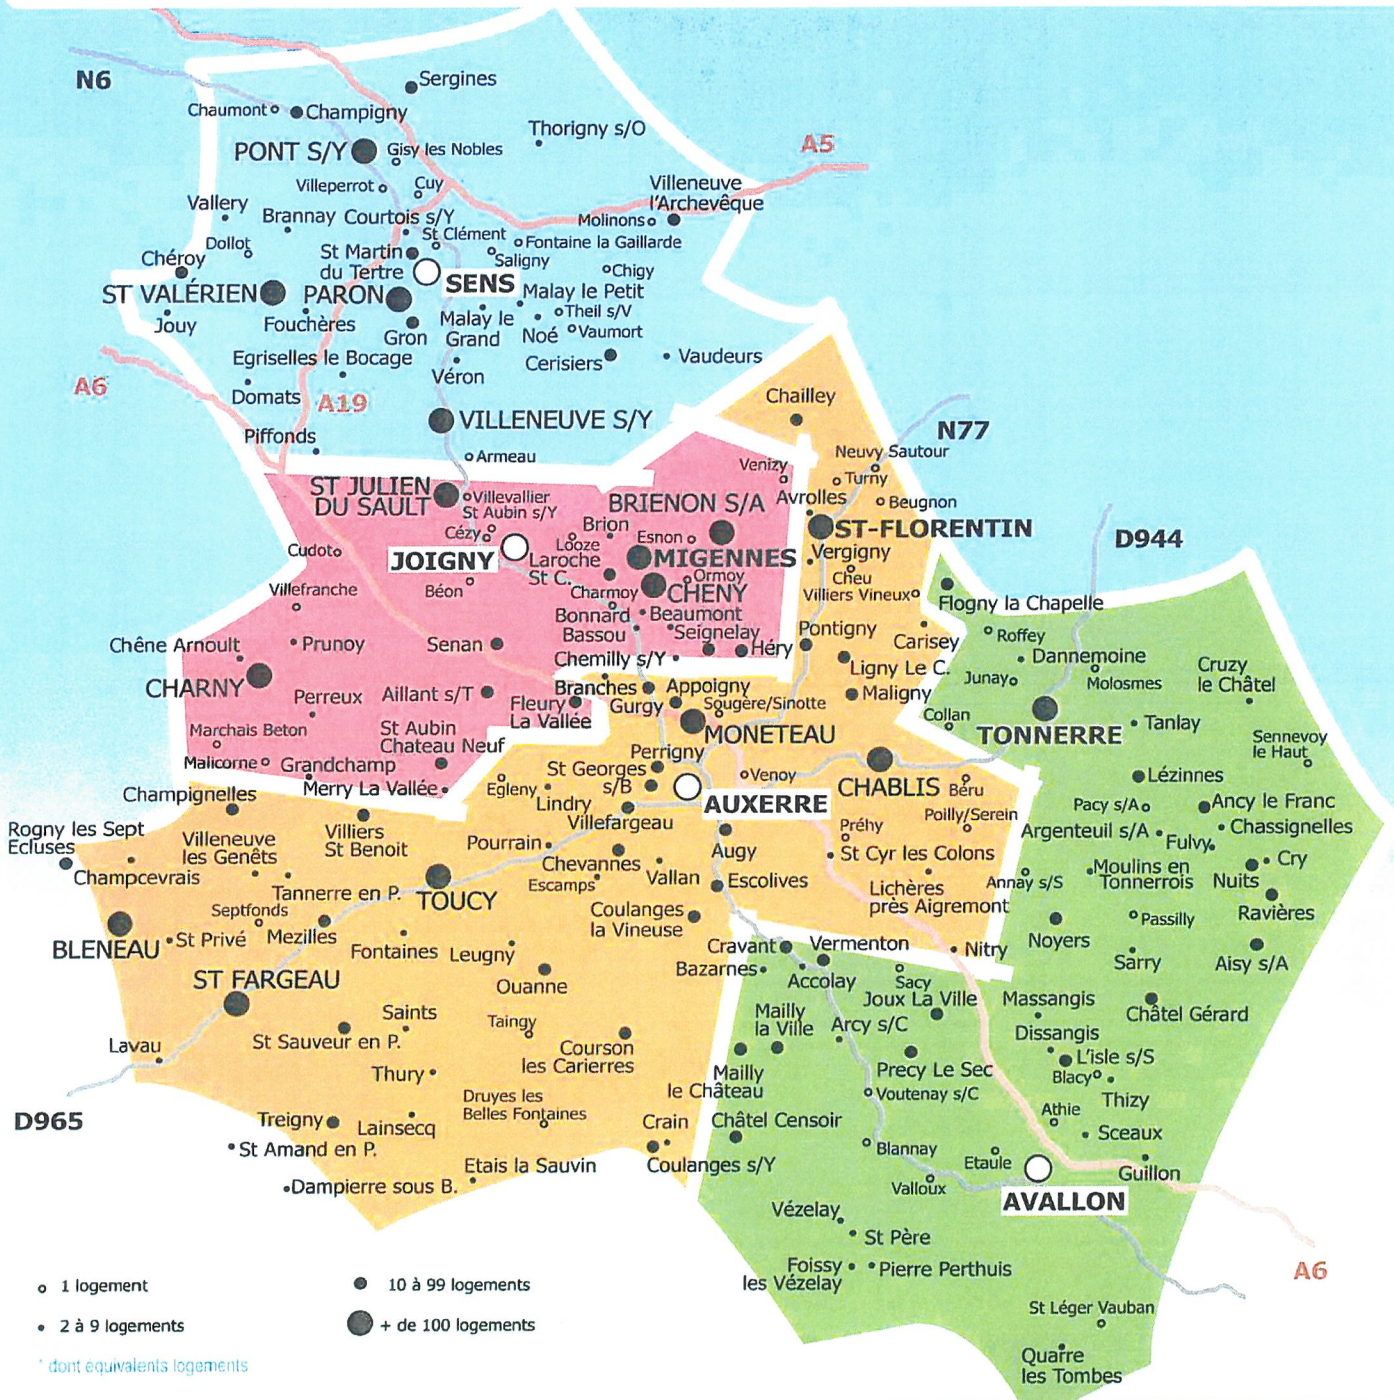 N6
Sergines
Chaumont
Champigny
Thorigny s/O
A5
PONT S/Y
Gisy les Nobles
Villeperrot
Cuy
Villeneuve
l'Archevêque
Vallery
Brannay
Courtois s/Y
Molinons
Dollot
St Clément
Fontaine la Gaillarde
Chéroy
St Martin
du Tertre
Saligny
Chigy
SENS
ST VALÉRIEN
PARON
Malay le Petit
Jouy
Fouchères
Gron
Malay le
Grand
Noé
Theil s/V
Vaumort
Egriselles le Bocage
Cerisiers
Vaudeurs
Véron
A6
Domats
A19
Chailley
Piffonds
VILLENEUVE S/Y
N77
Armeau
Neuvy Sautour
Venizy
Turny
ST JULIEN
DU SAULT
Villevallier
St Aubin s/Y
BRIENON S/A
Avrolles
Beugnon
Cézy
Brion
Looze
Esnon
ST-FLORENTIN
D944
Cudot
JOIGNY
Laroche
St C.
MIGENNES
Vergigny
Villefranche
Béon
Charmoy
Ormoy
CHENY
Cheu
Villiers Vineux
Flogny la Chapelle
Bonnard
Beaumont
Bassou
Seignelay
Pontigny
Carisey
Roffey
Chêne Arnoult
Prunoy
Senan
Chemilly s/Y
Héry
Ligny Le C.
Dannemoine
Molosmes
Cruzy
le Châtel
CHARNY
Perreux
Aillant s/T
Branches
Appoigny
Maligny
Junay
Fleury
La Vallée
Gurgy
Sougère/Sinotte
Collan
TONNERRE
Tanlay
Marchais Beton
St Aubin
Chateau Neuf
MONETEAU
Sennevoy
le Haut
Malicorne
Grandchamp
Perrigny
Merry La Vallée
Egleny
St Georges
s/B
Venoy
CHABLIS
Béru
Lézinnes
Champignelles
Lindry
AUXERRE
Pacy s/A
Ancy le Franc
Rogny les Sept
Ecluses
Villeneuve
les Genêts
Villiers
St Benoit
Villefargeau
Préhy
Poilly/Serein
Argenteuil s/A
Chassignelles
Fulvy
Pourrain
Augy
St Cyr les Colons
Cry
Champcevrais
Chevannes
Vallan
Moulins en
Tonnerrois
Nuits
Tannerre en P.
Escamps
Escolives
Lichères
près Aigremont
Annay s/S
TOUCY
Septfonds
Coulanges
la Vineuse
Passilly
Ravières
BLENEAU
St Privé
Mezilles
Fontaines
Leugny
Cravant
Vermenton
Nitry
Noyers
Sarry
Aisy s/A
ST FARGEAU
Ouanne
Bazarnes
Accolay
Sacy
Saints
Taingy
Mailly
la Ville
Joux La Ville
Massangis
Châtel Gérard
Lavau
St Sauveur en P.
Courson
les Carierres
Arcy s/C
Dissangis
L'isle s/S
Thury
Mailly
le Château
Precy Le Sec
Blacy
Thizy
D965
Druyes les
Belles Fontaines
Voutenay s/C
Athie
Treigny
Lainsecq
Crain
Châtel Censoir
Sceaux
St Amand en P.
Blannay
Etaule
Etais la Sauvin
Coulanges s/Y
Guillon
Dampierre sous B.
Valloux
AVALLON
Vézelay
St Père
Foissy
les Vézelay
Pierre Perthuis
A6
1 logement
10 à 99 logements
2 à 9 logements
+ de 100 logements
St Léger Vauban
* dont équivalents logements
Quarre
les Tombes